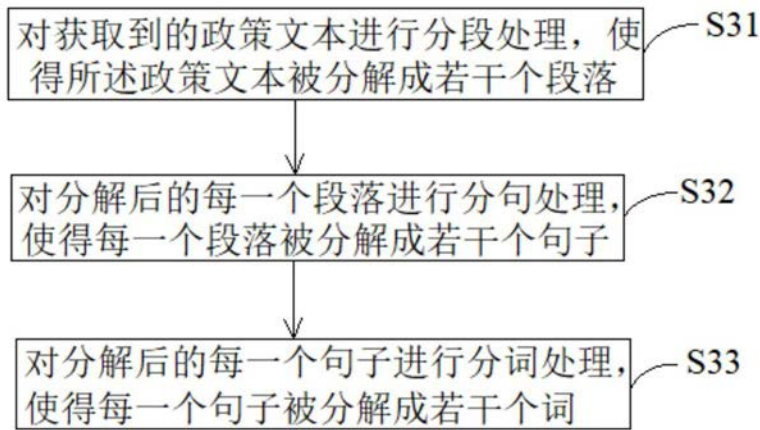 对获取到的政策文本进行分段处理，使
得所述政策文本被分解成若干个段落
S31
对分解后的每一个段落进行分句处理，
使得每一个段落被分解成若干个句子
S32
对分解后的每一个句子进行分词处理，
使得每一个句子被分解成若干个词
S33